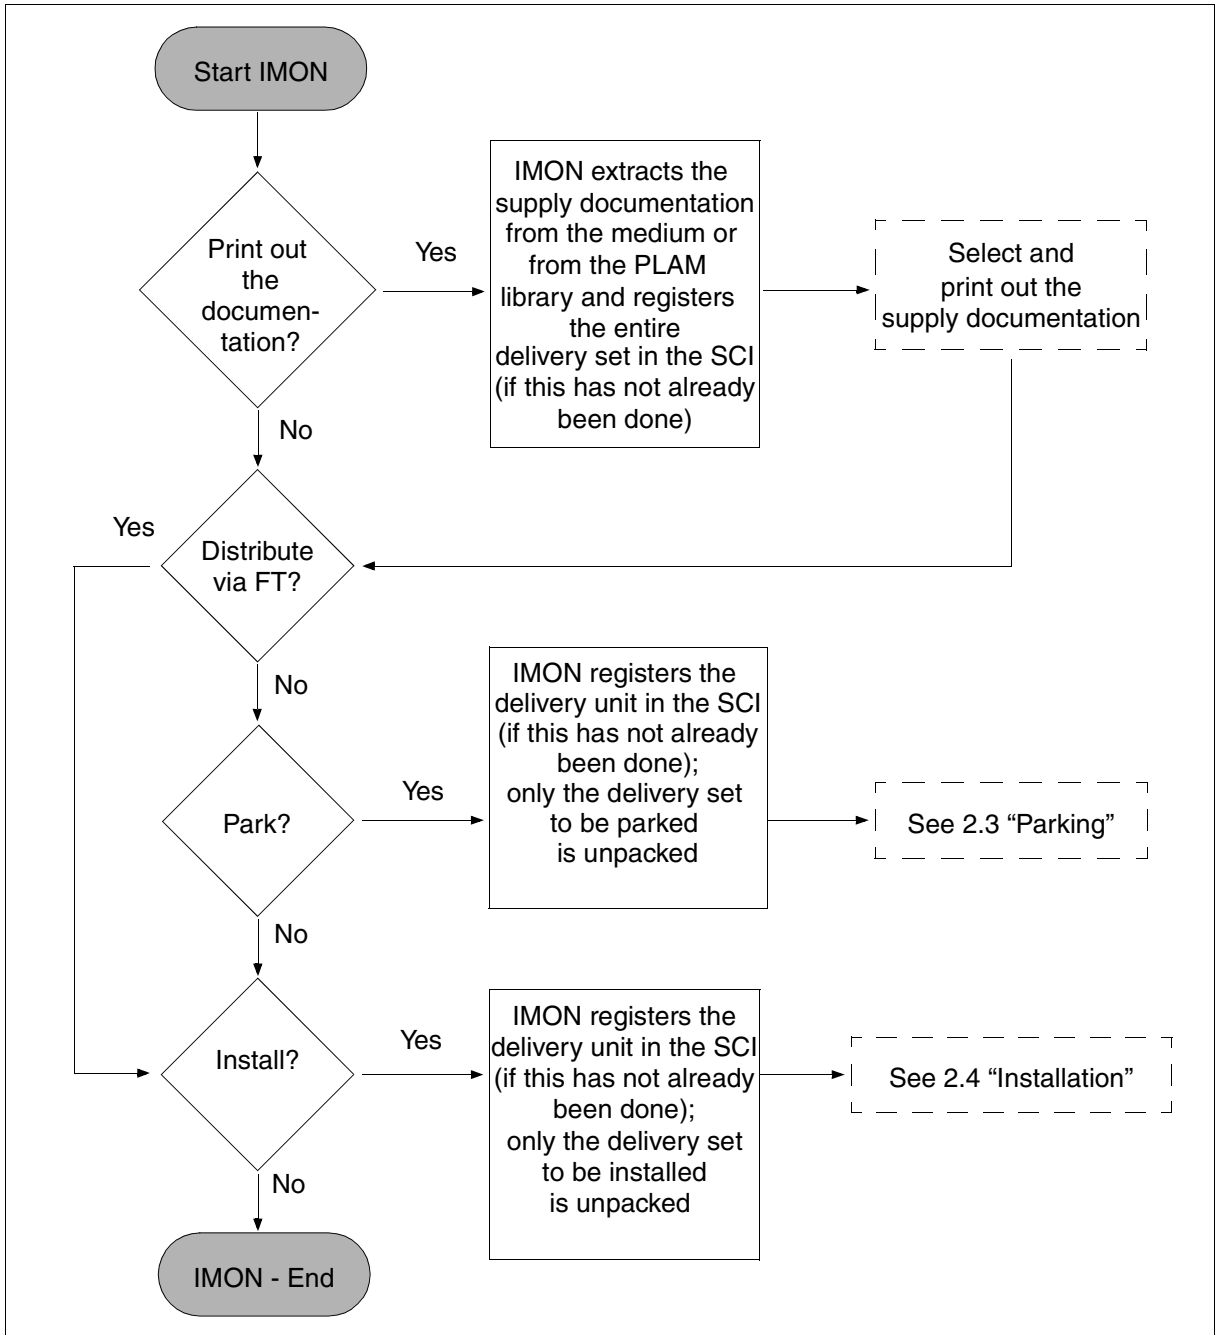 Start IMON
Print out
the
documen-
tation?
Yes
IMON extracts the
supply documentation
from the medium or
from the PLAM
library and registers
the entire
delivery set in the SCI
(if this has not already
been done)
Select and
print out the
supply documentation
No
Yes
Distribute
via FT?
No
Park?
Yes
IMON registers the
delivery unit in the SCI
(if this has not already
been done);
only the delivery set
to be parked
is unpacked
See 2.3 “Parking”
No
Install?
Yes
IMON registers the
delivery unit in the SCI
(if this has not already
been done);
only the delivery set
to be installed
is unpacked
See 2.4 “Installation”
No
IMON - End